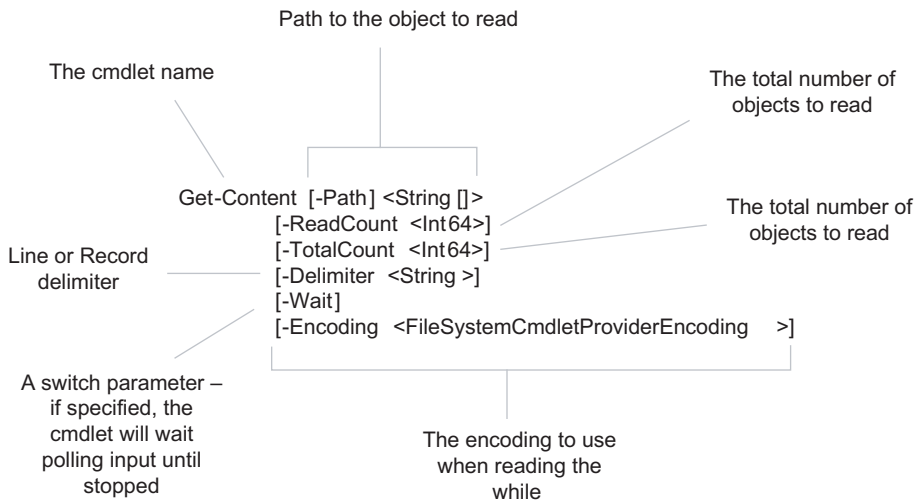 Path to the object to read
The cmdlet name
The total number of
objects to read
Get-Content [-Path] <String []>
[-ReadCount <Int64>]
[-TotalCount <Int64>]
[-Delimiter <String >]
[-Wait]
[-Encoding <FileSystemCmdletProviderEncoding >]
The total number of
objects to read
Line or Record
delimiter
A switch parameter –
if specified, the
cmdlet will wait
polling input until
stopped
The encoding to use
when reading the
while